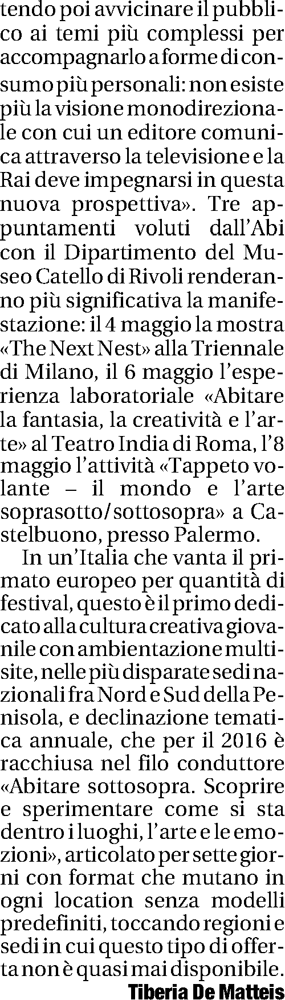 tendo poi avvicinare il pubbli-
co ai temi più complessi per
accompagnarlo a forme di con-
sumo più personali: non esiste
più la visione monodireziona-
le con cui un editore comuni-
ca attraverso la televisione e la
Rai deve impegnarsi in questa
nuova prospettiva». Tre ap-
puntamenti voluti dall'Abi
con il Dipartimento del Mu-
seo Catello di Rivoli renderan-
no più significativa la manife-
stazione: il 4 maggio la mostra
«The Next Nest» alla Triennale
di Milano, il 6 maggio l'espe-
rienza laboratoriale «Abitare
la fantasia, la creatività e l'ar-
te» al Teatro India di Roma, l'8
maggio l'attività «Tappeto vo-
lante – il mondo e l'arte
soprasotto/sottosopra» a Ca-
stelbuono, presso Palermo.
In un'Italia che vanta il pri-
mato europeo per quantità di
festival, questo è il primo dedi-
cato alla cultura creativa giova-
nile con ambientazione multi-
site, nelle più disparate sedi na-
zionali fra Nord e Sud della Pe-
nisola, e declinazione temati-
ca annuale, che per il 2016 è
racchiusa nel filo conduttore
«Abitare sottosopra. Scoprire
e sperimentare come si sta
dentro i luoghi, l'arte e le emo-
zioni», articolato per sette gior-
ni con format che mutano in
ogni location senza modelli
predefiniti, toccando regioni e
sedi in cui questo tipo di offer-
ta non è quasi mai disponibile.
Tiberia De Matteis